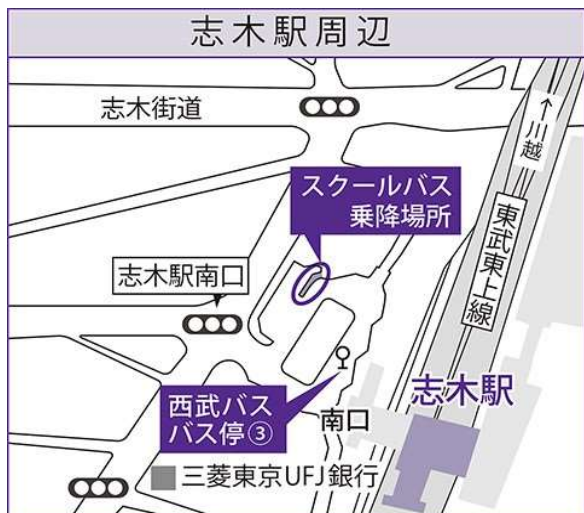 志木駅周辺
志木街道
↑川越
スクールバス
乗降場所
東武東上線
志木駅南口
志木駅
西武バス
バス停③
南口
三菱東京UFJ銀行